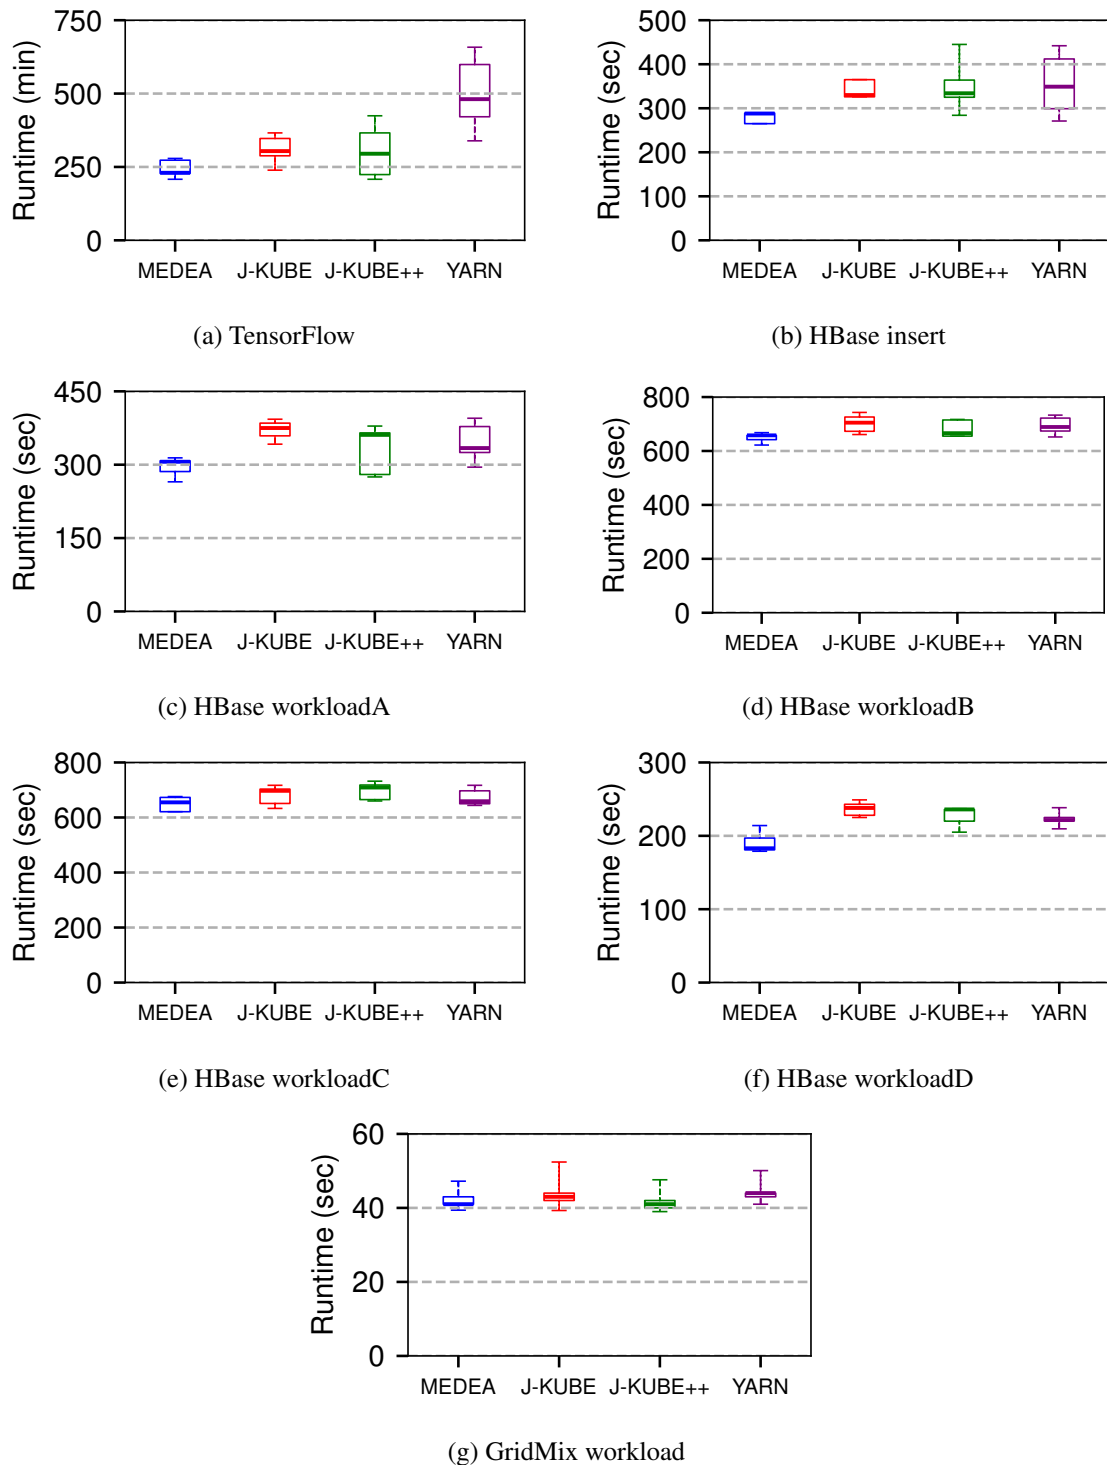 750
500
250
0
Runtime (min)
MEDEA J-KUBE J-KUBE++ YARN
(a) TensorFlow
500
400
300
200
100
0
Runtime (sec)
MEDEA J-KUBE J-KUBE++ YARN
(b) HBase insert
450
300
150
0
Runtime (sec)
MEDEA J-KUBE J-KUBE++ YARN
(c) HBase workloadA
800
600
400
200
0
Runtime (sec)
MEDEA J-KUBE J-KUBE++ YARN
(d) HBase workloadB
800
600
400
200
0
Runtime (sec)
MEDEA J-KUBE J-KUBE++ YARN
(e) HBase workloadC
300
200
100
0
Runtime (sec)
MEDEA J-KUBE J-KUBE++ YARN
(f) HBase workloadD
60
40
20
0
Runtime (sec)
MEDEA J-KUBE J-KUBE++ YARN
(g) GridMix workload